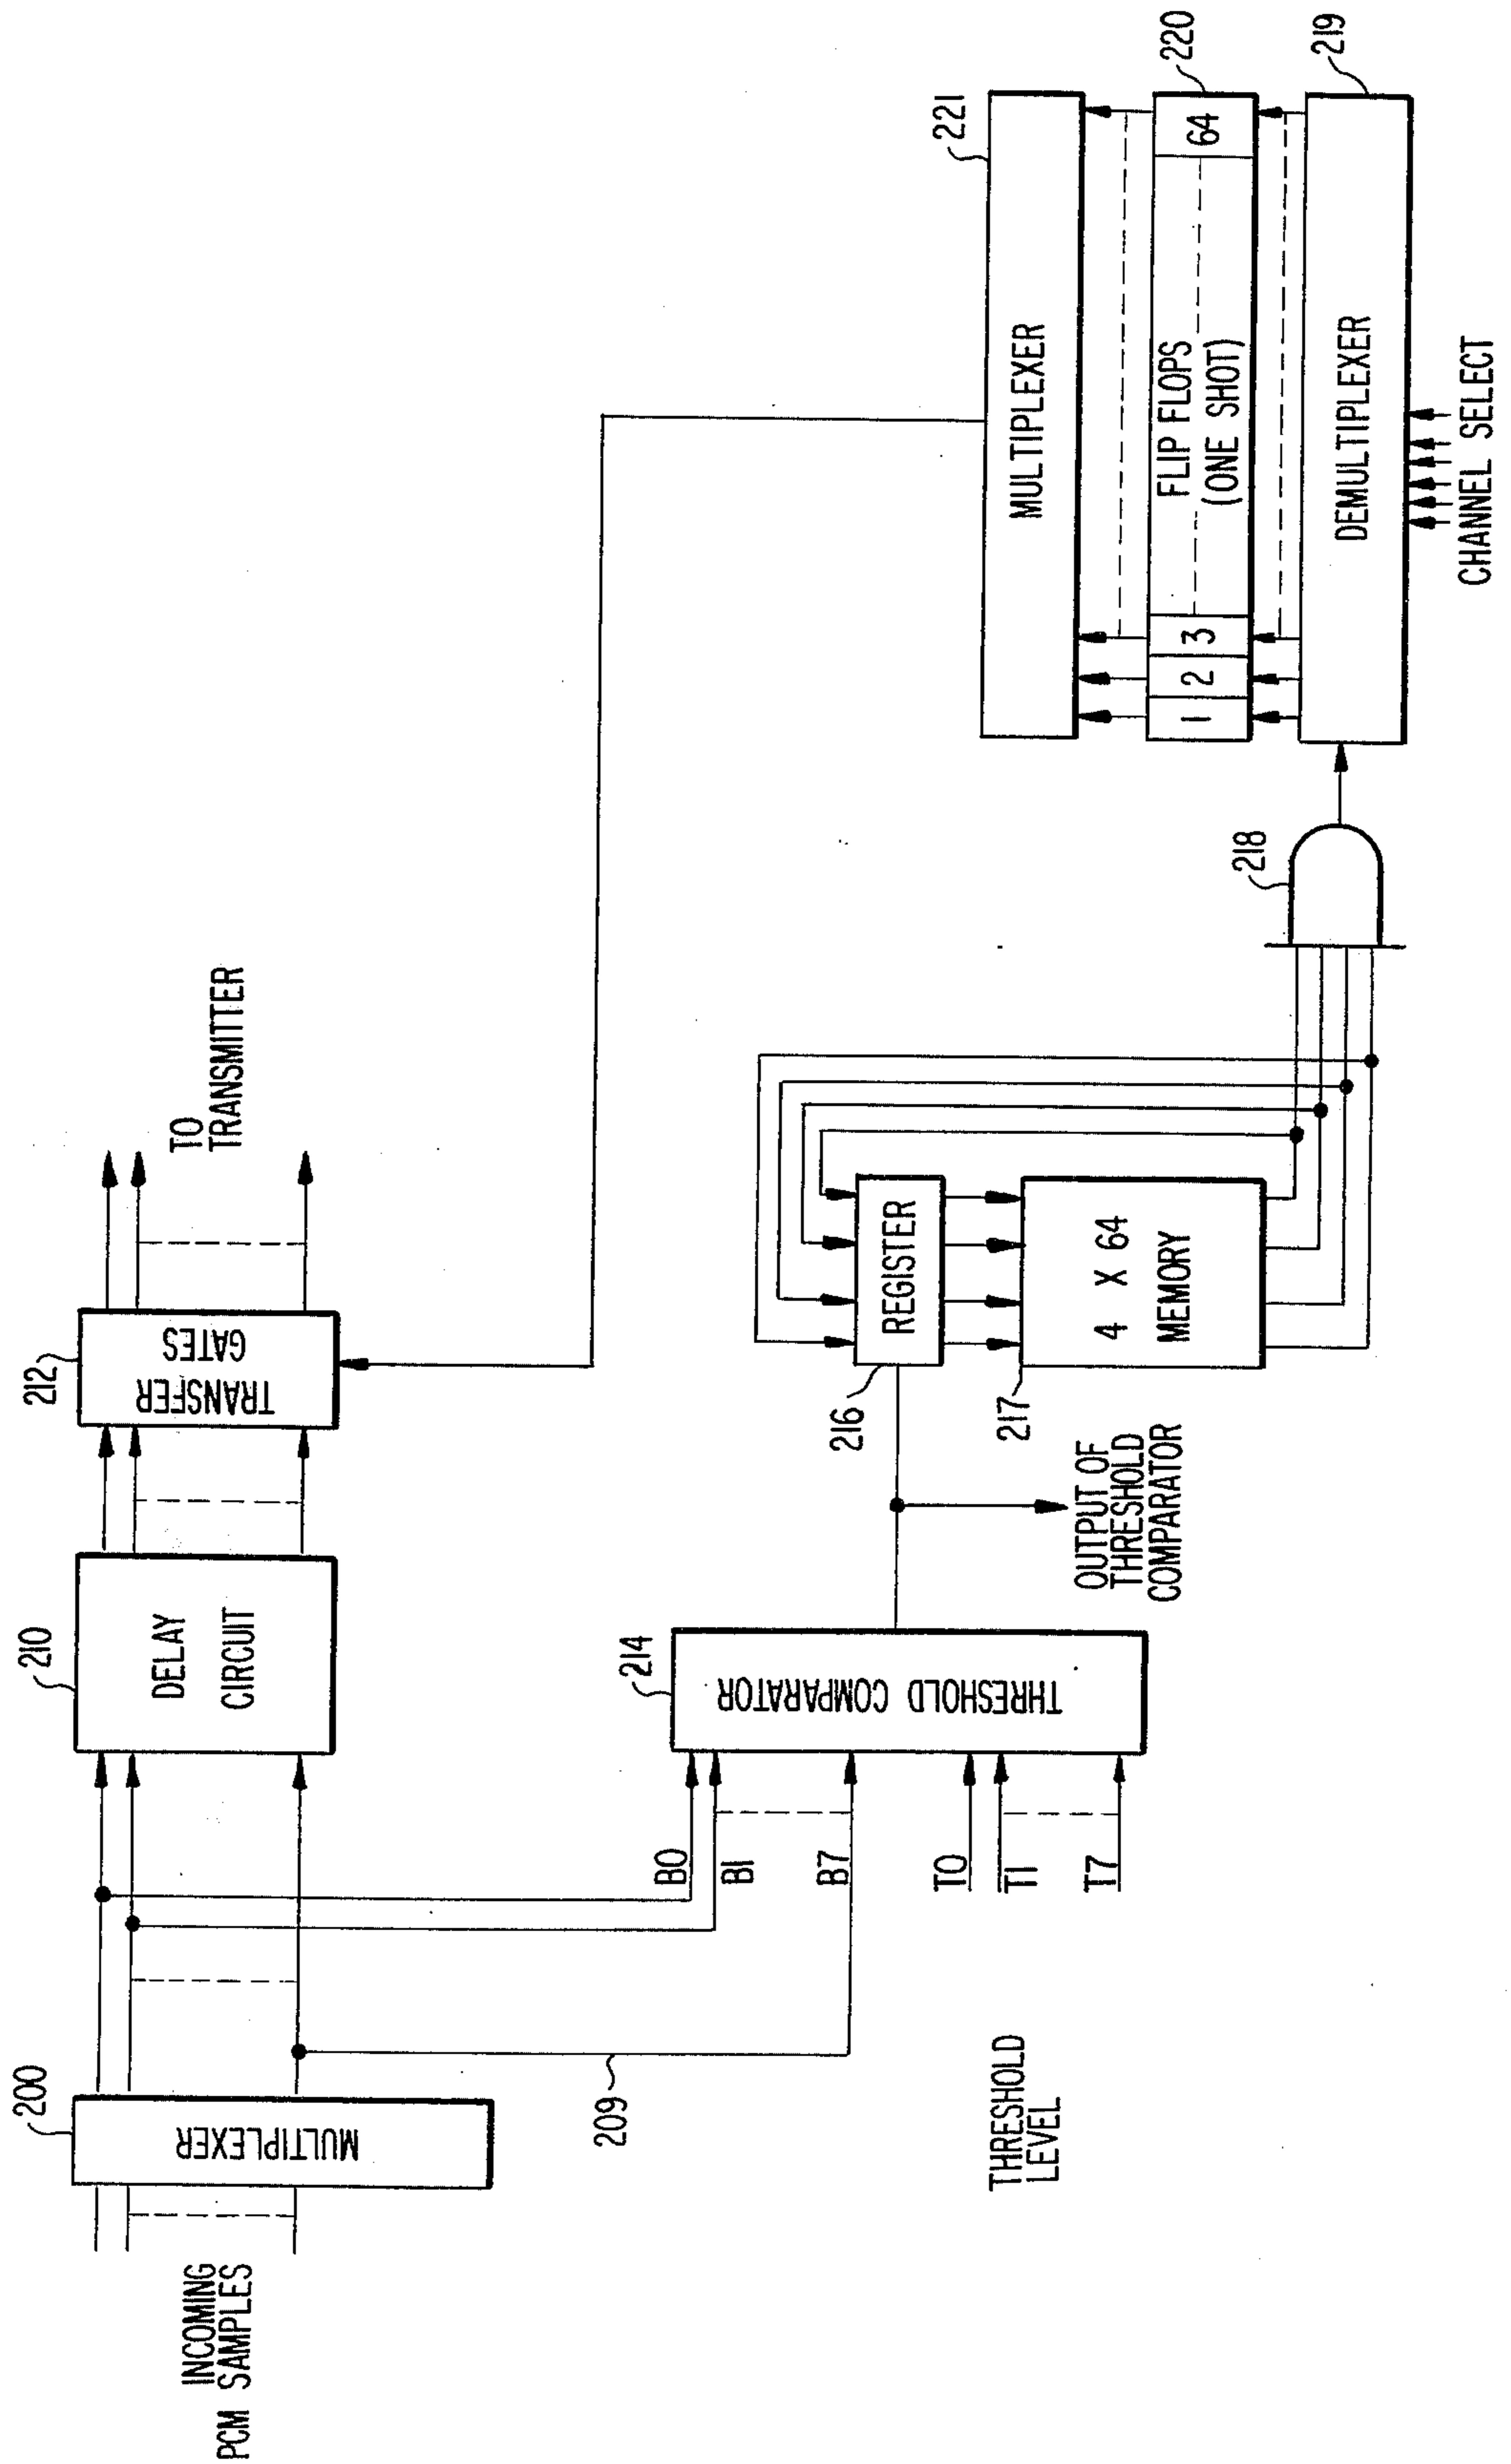 INCOMING
PCM SAMPLES
200
MULTIPLEXER
209
210
DELAY
CIRCUIT
212
TRANSFER
GATES
TO
TRANSMITTER
B0
B1
B7
T0
T1
T7
THRESHOLD
LEVEL
214
THRESHOLD COMPARATOR
OUTPUT OF
THRESHOLD
COMPARATOR
216
REGISTER
217
4 X 64
MEMORY
218
221
MULTIPLEXER
220
1
2
3
FLIP FLOPS
(ONE SHOT)
64
219
DEMULTIPLEXER
CHANNEL SELECT